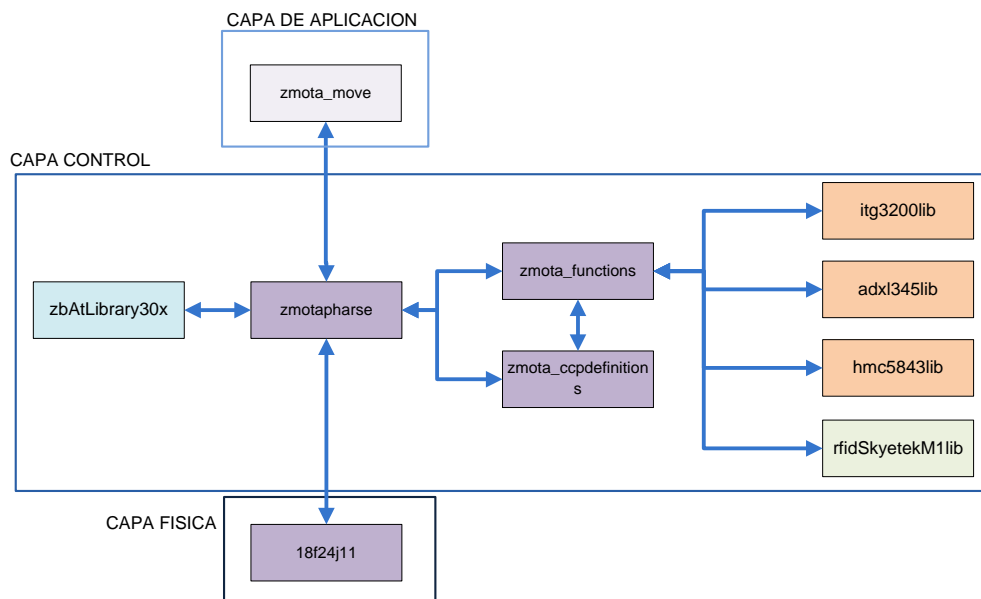 CAPA DE APLICACION
zmota_move
CAPA CONTROL
itg3200lib
zmota_functions
adxl345lib
zbAtLibrary30x
zmotapharse
hmc5843lib
zmota_ccpdefinition
s
rfidSkyetekM1lib
CAPA FISICA
18f24j11